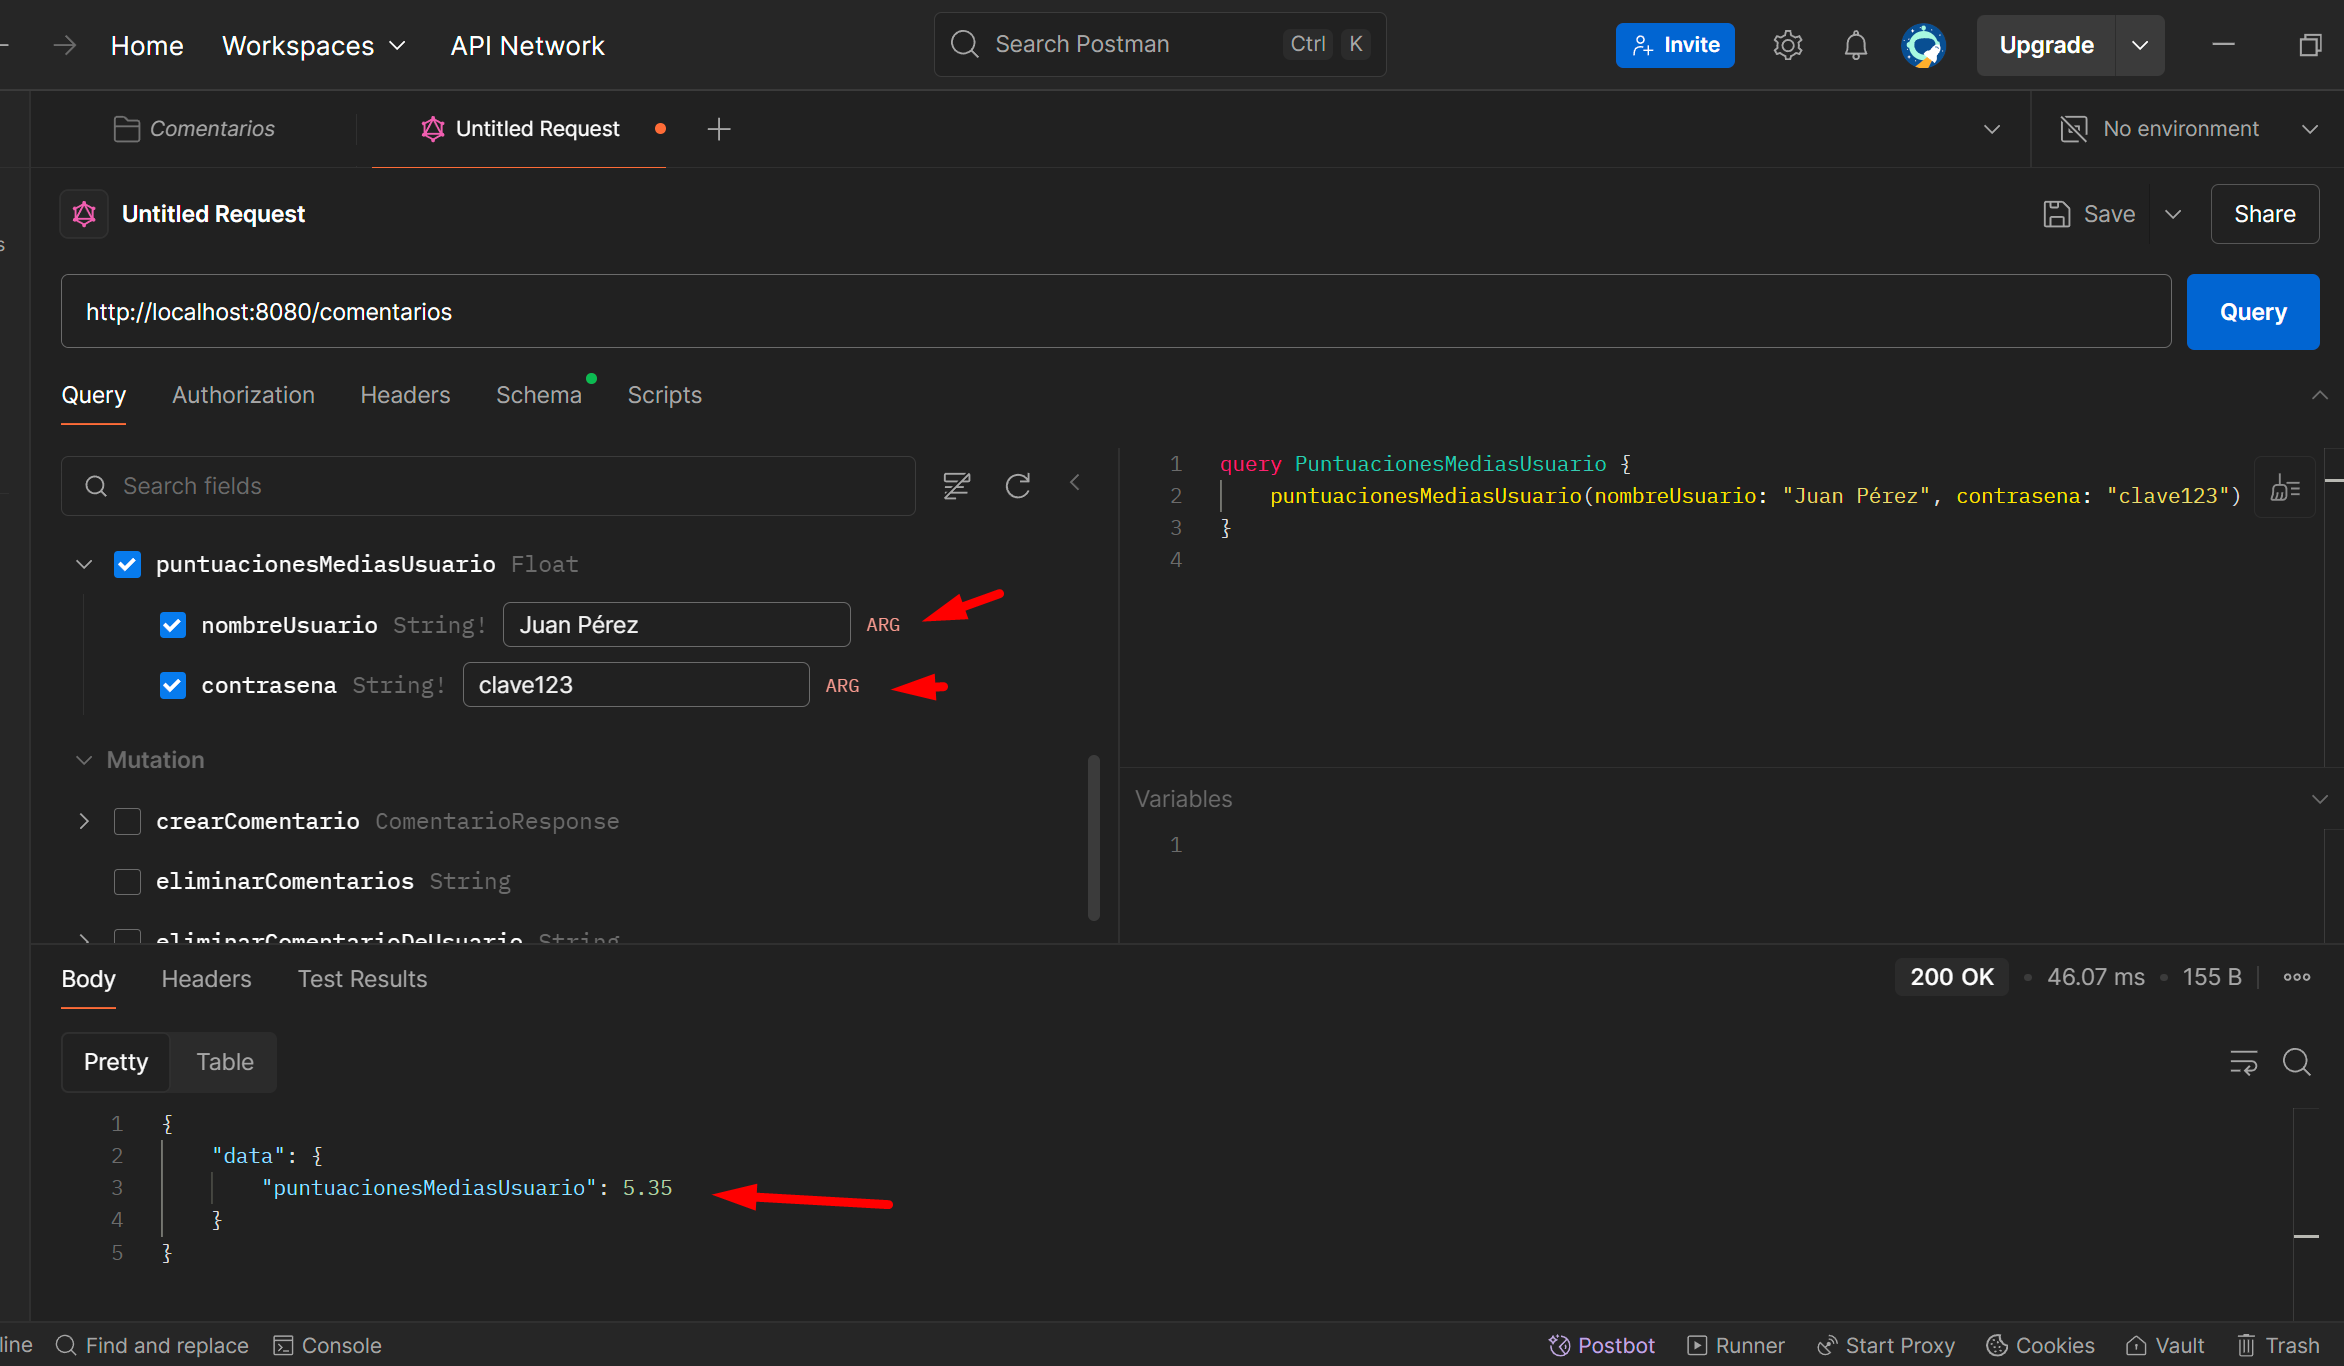 Home Workspaces API Network Search Postman Ctrl K Invite Upgrade
Comentarios Untitled Request No environment
Untitled Request Save Share
s
http://localhost:8080/comentarios Query
Query Authorization Headers Schema Scripts
Search fields
puntuacionesMediasUsuario Float
nombreUsuario String! Juan Pérez ARG
contrasena String! clave123 ARG
Mutation
crearComentario ComentarioResponse
eliminarComentarios String
eliminarComentarioDeUsuario String
1 query PuntuacionesMediasUsuario {
2 puntuacionesMediasUsuario(nombreUsuario: "Juan Pérez", contrasena: "clave123")
3 }
4
Variables
1
Body Headers Test Results 200 OK • 46.07 ms • 155 B
Pretty Table
1 {
2 "data": {
3 "puntuacionesMediasUsuario": 5.35
4 }
5 }
line Find and replace Console Postbot Runner Start Proxy Cookies Vault Trash